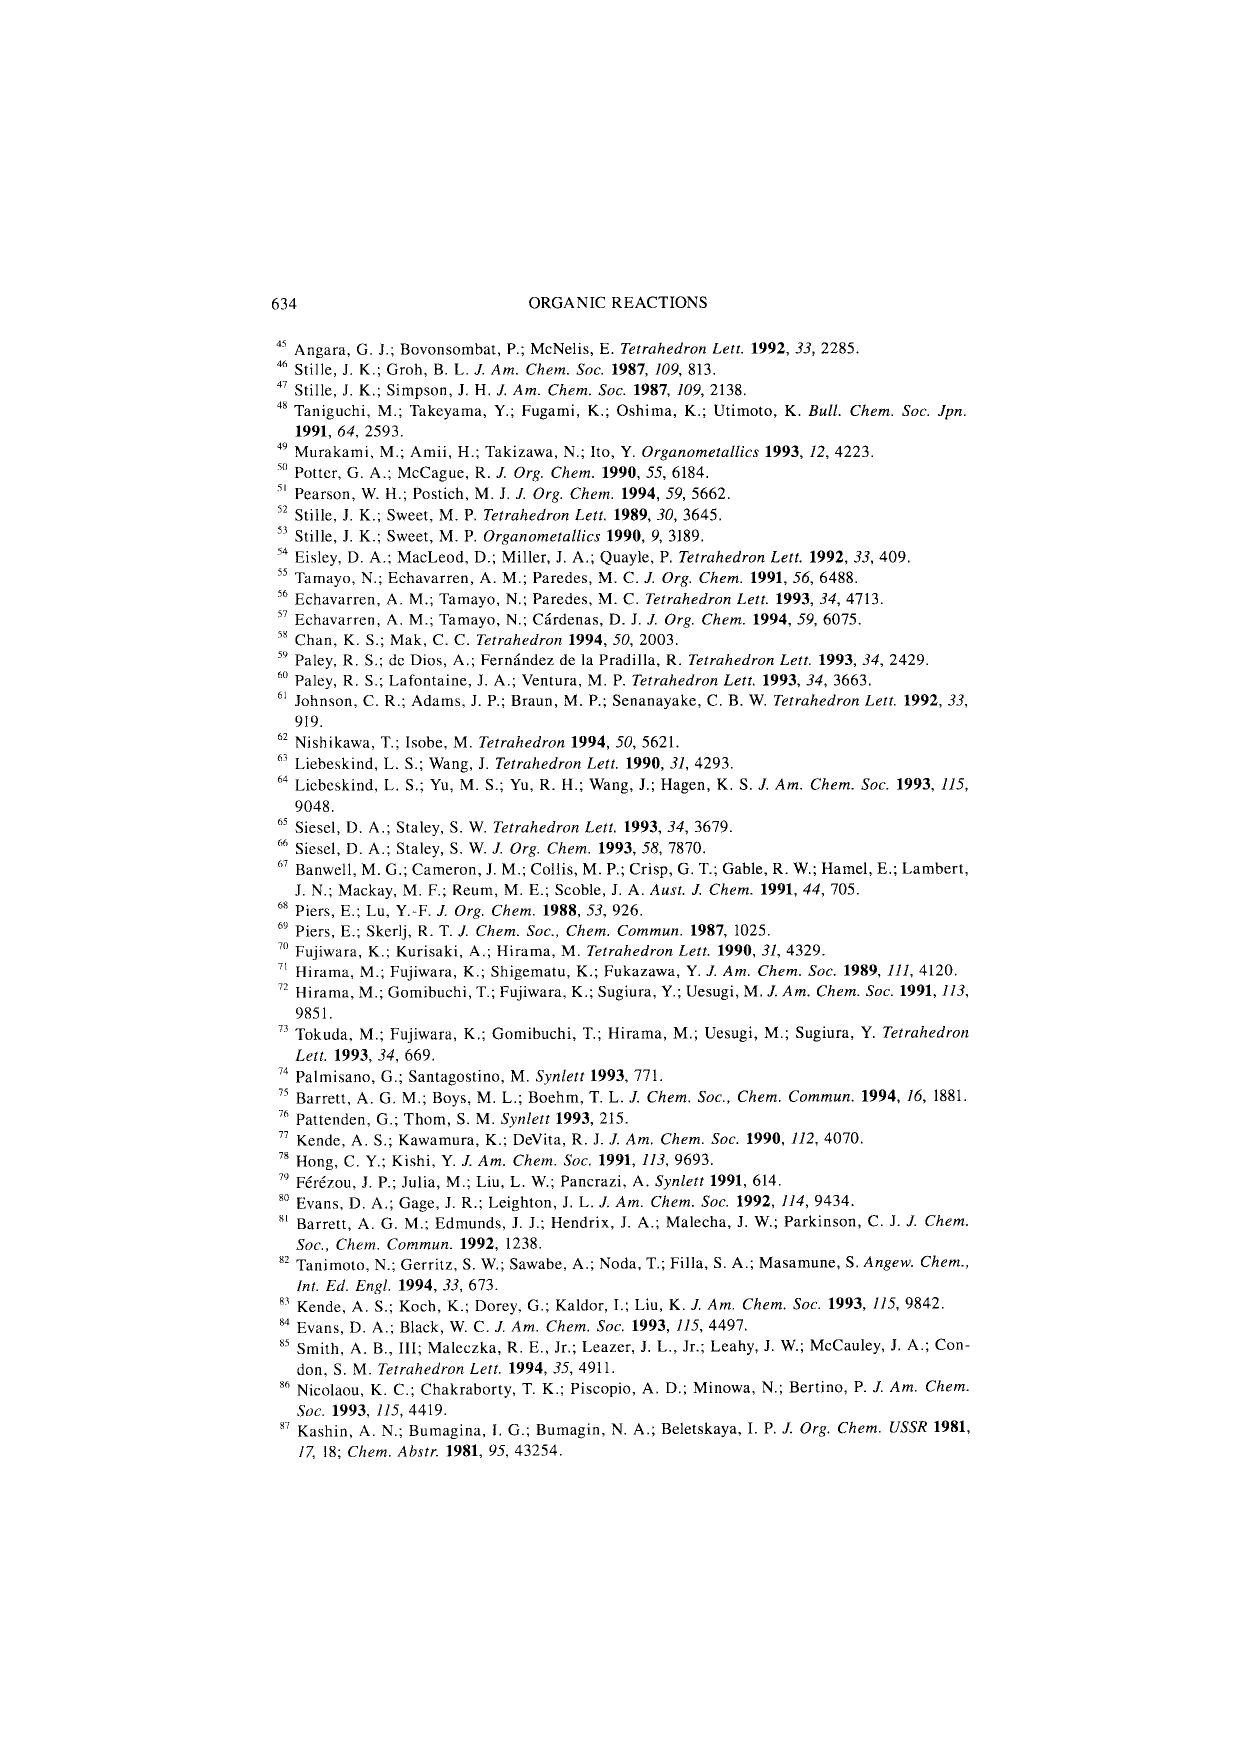 634 ORGANIC REACTIONS
45 Angara, G. J.; Bovonsombat, P.; McNelis, E. Tetrahedron Lett. 1992, 33, 2285.
46 Stille, J. K.; Groh, B. L. J. Am. Chem. Soc. 1987, 109, 813.
47 Stille, J. K.; Simpson, J. H. J. Am. Chem. Soc. 1987, 109, 2138.
48 Taniguchi, M.; Takeyama, Y.; Fugami, K.; Oshima, K.; Utimoto, K. Bull. Chem. Soc. Jpn.
1991, 64, 2593.
49 Murakami, M.; Amii, H.; Takizawa, N.; Ito, Y. Organometallics 1993, 12, 4223.
50 Potter, G. A.; McCague, R. J. Org. Chem. 1990, 55, 6184.
51 Pearson, W. H.; Postich, M. J. J. Org. Chem. 1994, 59, 5662.
52 Stille, J. K.; Sweet, M. P. Tetrahedron Lett. 1989, 30, 3645.
53 Stille, J. K.; Sweet, M. P. Organometallics 1990, 9, 3189.
54 Eisley, D. A.; MacLeod, D.; Miller, J. A.; Quayle, P. Tetrahedron Lett. 1992, 33, 409.
55 Tamayo, N.; Echavarren, A. M.; Paredes, M. C. J. Org. Chem. 1991, 56, 6488.
56 Echavarren, A. M.; Tamayo, N.; Paredes, M. C. Tetrahedron Lett. 1993, 34, 4713.
57 Echavarren, A. M.; Tamayo, N.; Cárdenas, D. J. J. Org. Chem. 1994, 59, 6075.
58 Chan, K. S.; Mak, C. C. Tetrahedron 1994, 50, 2003.
59 Paley, R. S.; de Dios, A.; Fernández de la Pradilla, R. Tetrahedron Lett. 1993, 34, 2429.
60 Paley, R. S.; Lafontaine, J. A.; Ventura, M. P. Tetrahedron Lett. 1993, 34, 3663.
61 Johnson, C. R.; Adams, J. P.; Braun, M. P.; Senanayake, C. B. W. Tetrahedron Lett. 1992, 33,
919.
62 Nishikawa, T.; Isobe, M. Tetrahedron 1994, 50, 5621.
63 Liebeskind, L. S.; Wang, J. Tetrahedron Lett. 1990, 31, 4293.
64 Liebeskind, L. S.; Yu, M. S.; Yu, R. H.; Wang, J.; Hagen, K. S. J. Am. Chem. Soc. 1993, 115,
9048.
65 Siesel, D. A.; Staley, S. W. Tetrahedron Lett. 1993, 34, 3679.
66 Siesel, D. A.; Staley, S. W. J. Org. Chem. 1993, 58, 7870.
67 Banwell, M. G.; Cameron, J. M.; Collis, M. P.; Crisp, G. T.; Gable, R. W.; Hamel, E.; Lambert,
J. N.; Mackay, M. F.; Reum, M. E.; Scoble, J. A. Aust. J. Chem. 1991, 44, 705.
68 Piers, E.; Lu, Y.-F. J. Org. Chem. 1988, 53, 926.
69 Piers, E.; Skerlj, R. T. J. Chem. Soc., Chem. Commun. 1987, 1025.
70 Fujiwara, K.; Kurisaki, A.; Hirama, M. Tetrahedron Lett. 1990, 31, 4329.
71 Hirama, M.; Fujiwara, K.; Shigematu, K.; Fukazawa, Y. J. Am. Chem. Soc. 1989, 111, 4120.
72 Hirama, M.; Gomibuchi, T.; Fujiwara, K.; Sugiura, Y.; Uesugi, M. J. Am. Chem. Soc. 1991, 113,
9851.
73 Tokuda, M.; Fujiwara, K.; Gomibuchi, T.; Hirama, M.; Uesugi, M.; Sugiura, Y. Tetrahedron
Lett. 1993, 34, 669.
74 Palmisano, G.; Santagostino, M. Synlett 1993, 771.
75 Barrett, A. G. M.; Boys, M. L.; Boehm, T. L. J. Chem. Soc., Chem. Commun. 1994, 16, 1881.
76 Pattenden, G.; Thom, S. M. Synlett 1993, 215.
77 Kende, A. S.; Kawamura, K.; DeVita, R. J. J. Am. Chem. Soc. 1990, 112, 4070.
78 Hong, C. Y.; Kishi, Y. J. Am. Chem. Soc. 1991, 113, 9693.
79 Férézou, J. P.; Julia, M.; Liu, L. W.; Pancrazi, A. Synlett 1991, 614.
80 Evans, D. A.; Gage, J. R.; Leighton, J. L. J. Am. Chem. Soc. 1992, 114, 9434.
81 Barrett, A. G. M.; Edmunds, J. J.; Hendrix, J. A.; Malecha, J. W.; Parkinson, C. J. J. Chem.
Soc., Chem. Commun. 1992, 1238.
82 Tanimoto, N.; Gerritz, S. W.; Sawabe, A.; Noda, T.; Filla, S. A.; Masamune, S. Angew. Chem.,
Int. Ed. Engl. 1994, 33, 673.
83 Kende, A. S.; Koch, K.; Dorey, G.; Kaldor, I.; Liu, K. J. Am. Chem. Soc. 1993, 115, 9842.
84 Evans, D. A.; Black, W. C. J. Am. Chem. Soc. 1993, 115, 4497.
85 Smith, A. B., III; Maleczka, R. E., Jr.; Leazer, J. L., Jr.; Leahy, J. W.; McCauley, J. A.; Con-
don, S. M. Tetrahedron Lett. 1994, 35, 4911.
86 Nicolaou, K. C.; Chakraborty, T. K.; Piscopio, A. D.; Minowa, N.; Bertino, P. J. Am. Chem.
Soc. 1993, 115, 4419.
87 Kashin, A. N.; Bumagina, I. G.; Bumagin, N. A.; Beletskaya, I. P. J. Org. Chem. USSR 1981,
17, 18; Chem. Abstr. 1981, 95, 43254.